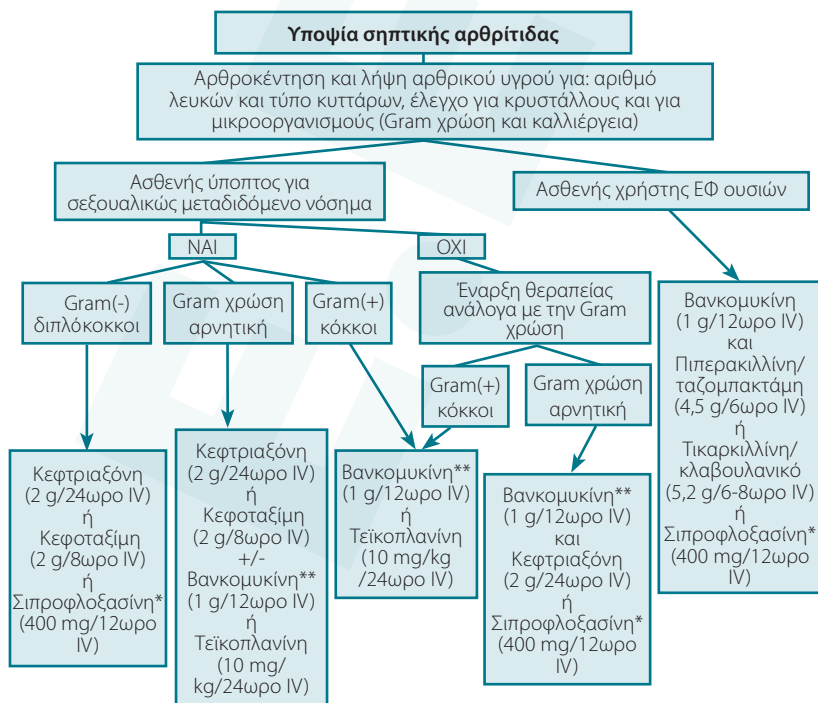 Υποψία σηπτικής αρθρίτιδας
Αρθροκέντηση και λήψη αρθρικού υγρού για: αριθμό
λευκών και τύπο κυττάρων, έλεγχο για κρυστάλλους και για
μικροοργανισμούς (Gram χρώση και καλλιέργεια)
Ασθενής ύποπτος για
σεξουαλικώς μεταδιδόμενο νόσημα
Ασθενής χρήστης ΕΦ ουσιών
ΝΑΙ
ΟΧΙ
Gram(-)
διπλόκοκκοι
Gram χρώση
αρνητική
Gram(+)
κόκκοι
Έναρξη θεραπείας
ανάλογα με την Gram
χρώση
Gram(+)
κόκκοι
Gram χρώση
αρνητική
Κεφτριαξόνη
(2 g/24ωρο IV)
ή
Κεφοταξίμη
(2 g/8ωρο IV)
ή
Σιπροφλοξασίνη*
(400 mg/12ωρο
IV)
Κεφτριαξόνη
(2 g/24ωρο IV)
ή
Κεφοταξίμη
(2 g/8ωρο IV)
+/-
Βανκομυκίνη**
(1 g/12ωρο IV)
ή
Τεϊκοπλανίνη
(10 mg/
kg/24ωρο IV)
Βανκομυκίνη**
(1 g/12ωρο IV)
ή
Τεϊκοπλανίνη
(10 mg/kg
/24ωρο IV)
Βανκομυκίνη**
(1 g/12ωρο IV)
και
Κεφτριαξόνη
(2 g/24ωρο IV)
ή
Σιπροφλοξασίνη*
(400 mg/12ωρο
IV)
Βανκομυκίνη
(1 g/12ωρο IV)
και
Πιπερακιλλίνη/
ταζομπακτάμη
(4,5 g/6ωρο IV)
ή
Τικαρκιλλίνη/
κλαβουλανικό
(5,2 g/6-8ωρο IV)
ή
Σιπροφλοξασίνη*
(400 mg/12ωρο
IV)